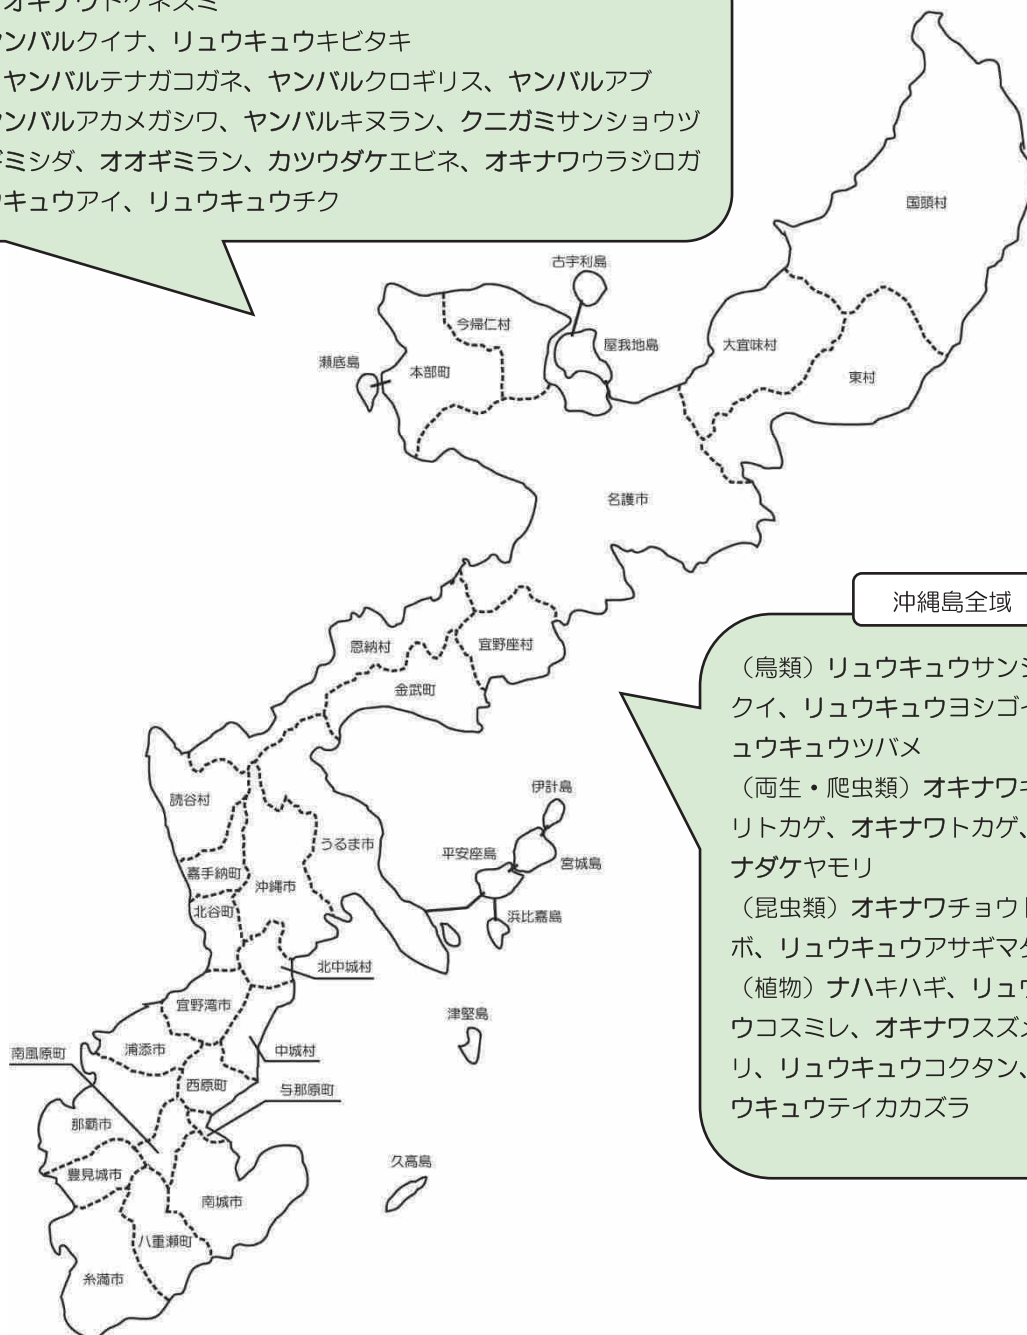 オキナワトゲネズミ
ヤンバルクイナ、リュウキュウキビタキ
ヤンバルテナガコガネ、ヤンバルクロギリス、ヤンバルアブ
ンバルアカメガシワ、ヤンバルキヌラン、クニガミサンショウヅ
ギミシダ、オオギミラン、カツウダケエビネ、オキナワウラジロガ
キュウアイ、リュウキュウチク
国頭村
古宇利島
今帰仁村
屋我地島
大宜味村
瀬底島
本部町
東村
名護市
沖縄島全域
恩納村
宜野座村
金武町
（鳥類）リュウキュウサンシ
クイ、リュウキュウヨシゴイ
ュウキュウツバメ
（両生・爬虫類）オキナワキ
リトカゲ、オキナワトカゲ、
ナダケヤモリ
（昆虫類）オキナワチョウト
ボ、リュウキュウアサギマダ
（植物）ナハキハギ、リュウ
ウコスミレ、オキナワスズメ
リ、リュウキュウコクタン、
ウキュウテイカカズラ
読谷村
伊計島
うるま市
平安座島
宮城島
嘉手納町
沖縄市
北谷町
浜比嘉島
北中城村
宜野湾市
津堅島
南風原町
浦添市
中城村
西原町
与那原町
那覇市
久高島
豊見城市
南城市
八重瀬町
糸満市